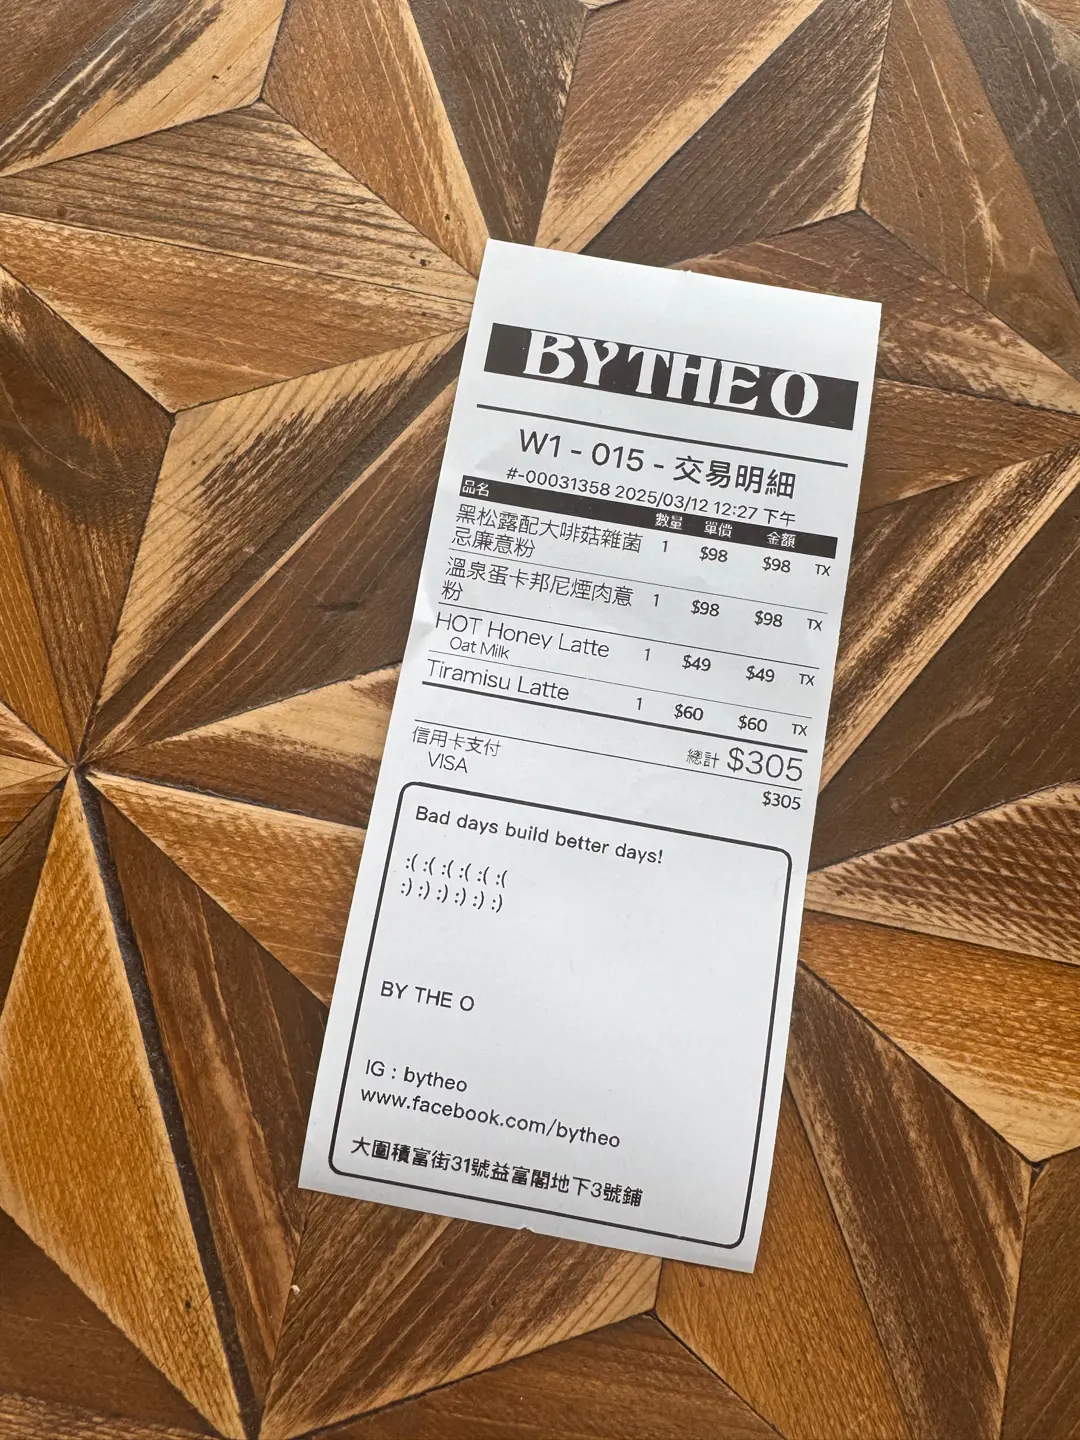 BY THE O
W1 - 015 - 交易明細
#-00031358 2025/03/12 12:27 下午
品名 數量 單價 金額
黑松露配大啡菇雜菌 1 $98 $98 TX
忌廉意粉
溫泉蛋卡邦尼煙肉意 1 $98 $98 TX
粉
HOT Honey Latte 1 $49 $49 TX
Oat Milk
Tiramisu Latte 1 $60 $60 TX
總計 $305
信用卡支付
VISA $305
Bad days build better days!
:( :( :( :( :( :(
:) :) :) :) :) :)
BY THE O
IG : bytheo
www.facebook.com/bytheo
大圍積富街31號益富閣地下3號鋪